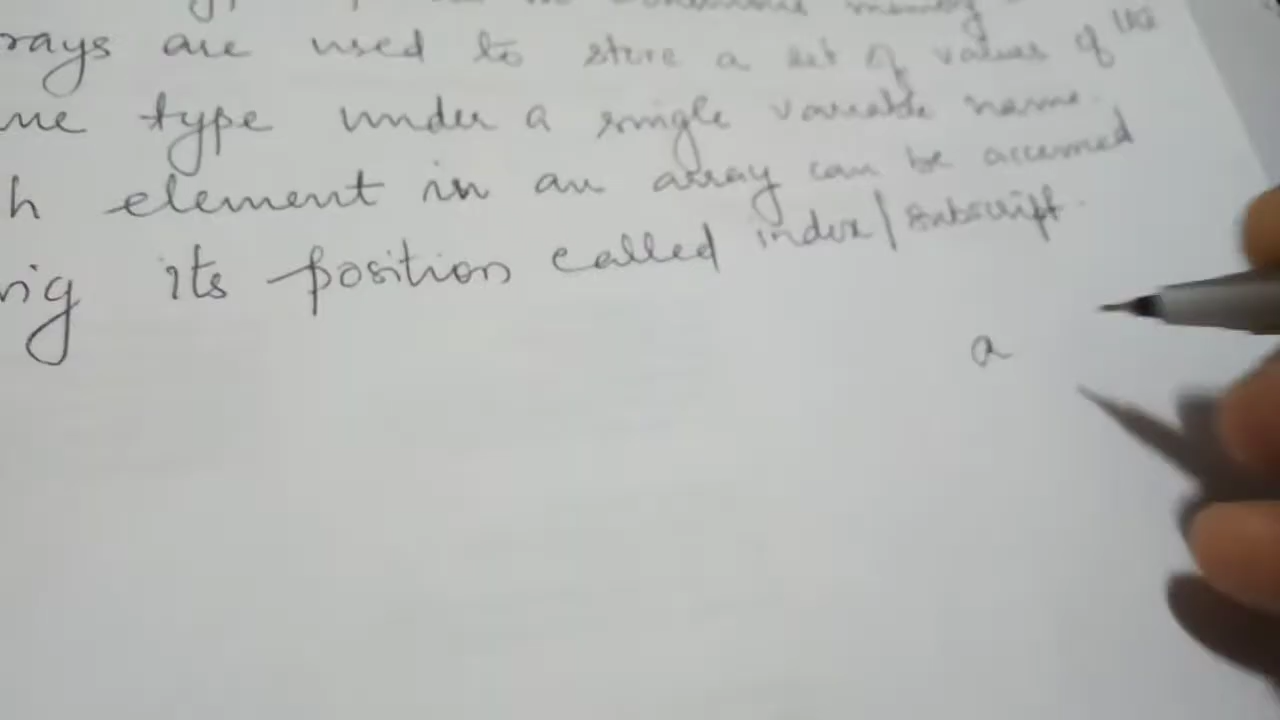 memory
rays are used to store a set of values of the
me type under a single variable name.
h element in an array can be accessed
ng its position called index/subscript.
a